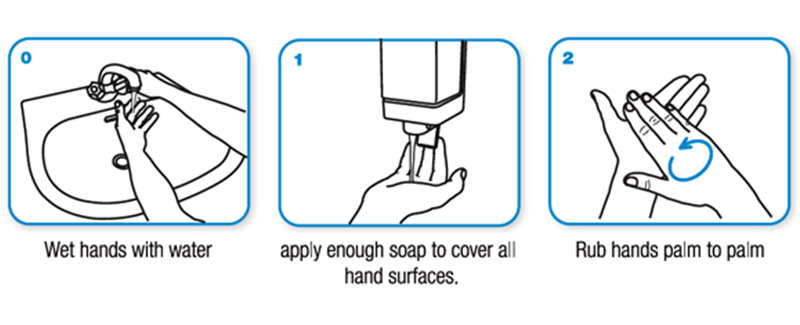 0
1
2
Wet hands with water
apply enough soap to cover all
hand surfaces.
Rub hands palm to palm